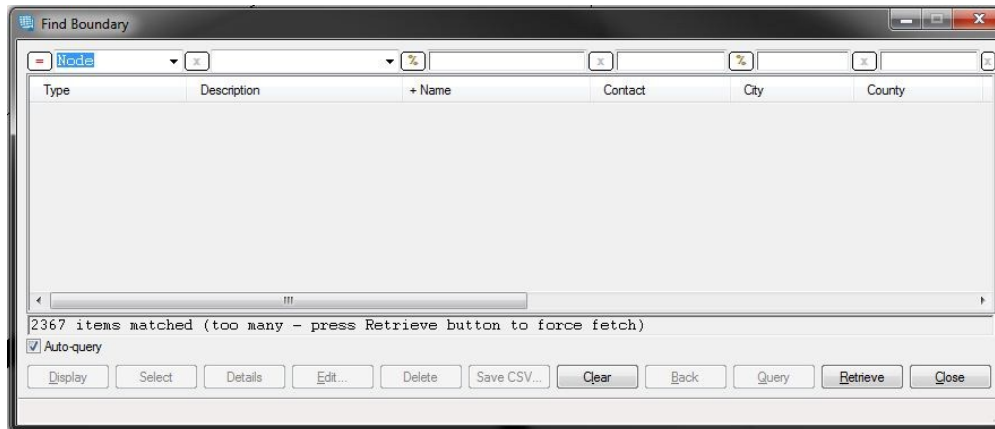 Find Boundary
= Node x % x % x x
Type Description + Name Contact City County
2367 items matched (too many - press Retrieve button to force fetch)
Auto-query
Display Select Details Edit... Delete Save CSV... Clear Back Query Retrieve Close